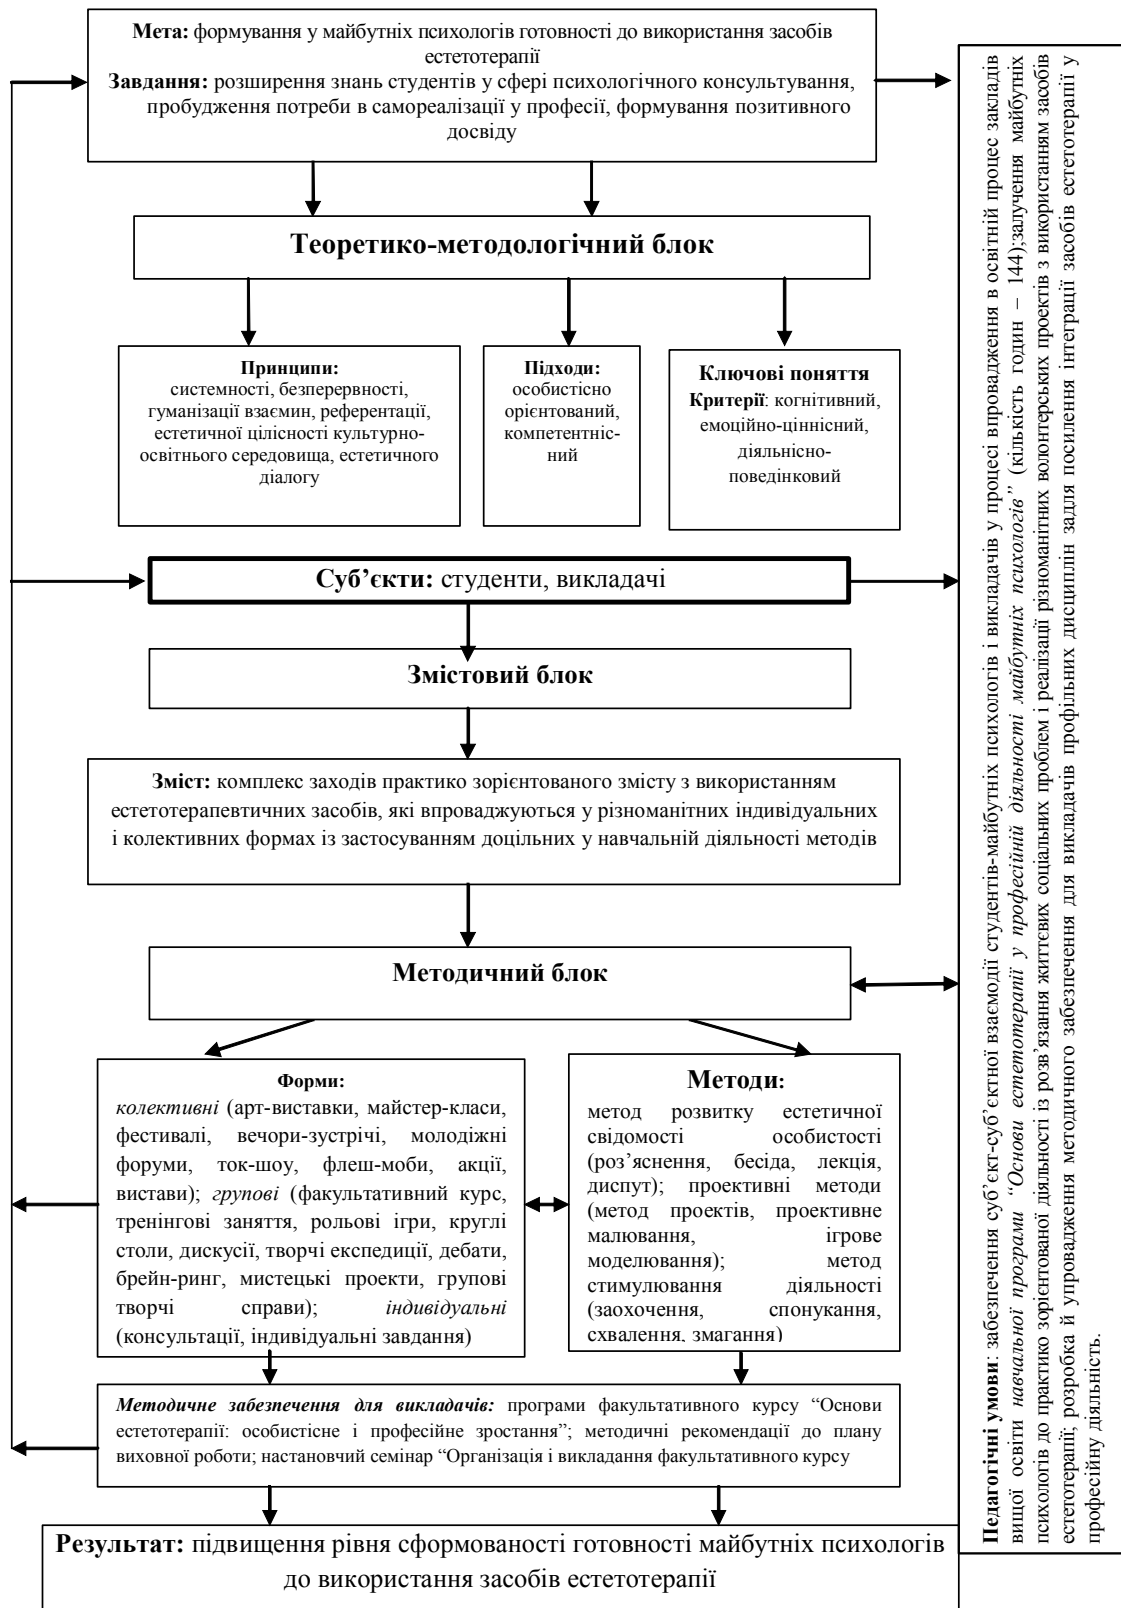 Мета: формування у майбутніх психологів готовності до використання засобів
естетотерапії
Завдання: розширення знань студентів у сфері психологічного консультування,
пробудження потреби в самореалізації у професії, формування позитивного
досвіду
Теоретико-методологічний блок
Принципи:
системності, безперервності,
гуманізації взаємин, референтації,
естетичної цілісності культурно-
освітнього середовища, естетичного
діалогу
Підходи:
особистісно
орієнтований,
компетентніс-
ний
Ключові поняття
Критерії: когнітивний,
емоційно-ціннісний,
діяльнісно-
поведінковий
Суб’єкти: студенти, викладачі
Змістовий блок
Зміст: комплекс заходів практико зорієнтованого змісту з використанням
естетотерапевтичних засобів, які впроваджуються у різноманітних індивідуальних
і колективних формах із застосуванням доцільних у навчальній діяльності методів
Методичний блок
Форми:
колективні (арт-виставки, майстер-класи,
фестивалі, вечори-зустрічі, молодіжні
форуми, ток-шоу, флеш-моби, акції,
вистави); групові (факультативний курс,
тренінгові заняття, рольові ігри, круглі
столи, дискусії, творчі експедиції, дебати,
брейн-ринг, мистецькі проекти, групові
творчі справи); індивідуальні
(консультації, індивідуальні завдання)
Методи:
метод розвитку естетичної
свідомості особистості
(роз’яснення, бесіда, лекція,
диспут); проективні методи
(метод проектів, проективне
малювання, ігрове
моделювання); метод
стимулювання діяльності
(заохочення, спонукання,
схвалення, змагання)
Методичне забезпечення для викладачів: програми факультативного курсу “Основи
естетотерапії: особистісне і професійне зростання”; методичні рекомендації до плану
виховної роботи; настановчий семінар “Організація і викладання факультативного курсу
Результат: підвищення рівня сформованості готовності майбутніх психологів
до використання засобів естетотерапії
Педагогічні умови: забезпечення суб’єкт-суб’єктної взаємодії студентів-майбутніх психологів і викладачів у процесі впровадження в освітній процес закладів
вищої освіти навчальної програми “Основи естетотерапії у професійній діяльності майбутніх психологів” (кількість годин – 144);залучення майбутніх
психологів до практико зорієнтованої діяльності із розв’язання життєвих соціальних проблем і реалізації різноманітних волонтерських проектів з використанням засобів
естетотерапії; розробка й упровадження методичного забезпечення для викладачів профільних дисциплін задля посилення інтеграції засобів естетотерапії у
професійну діяльність.